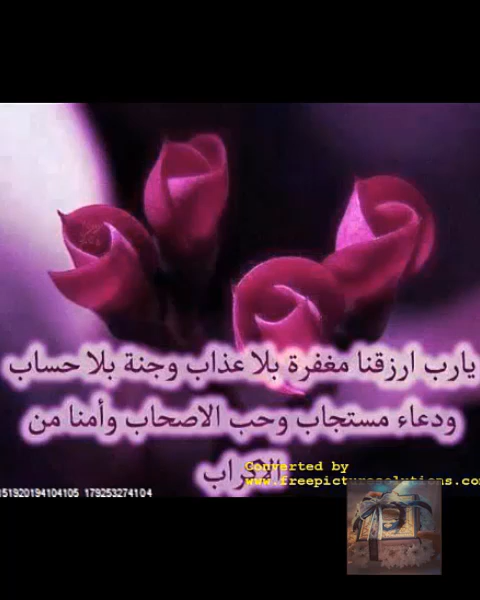 يارب ارزقنا مغفرة بلا عذاب وجنة بلا حساب
ودعاء مستجاب وحب الاصحاب وأمنا من
Converted by
www.freepicturesolutions.com
151920194104105 179253274104